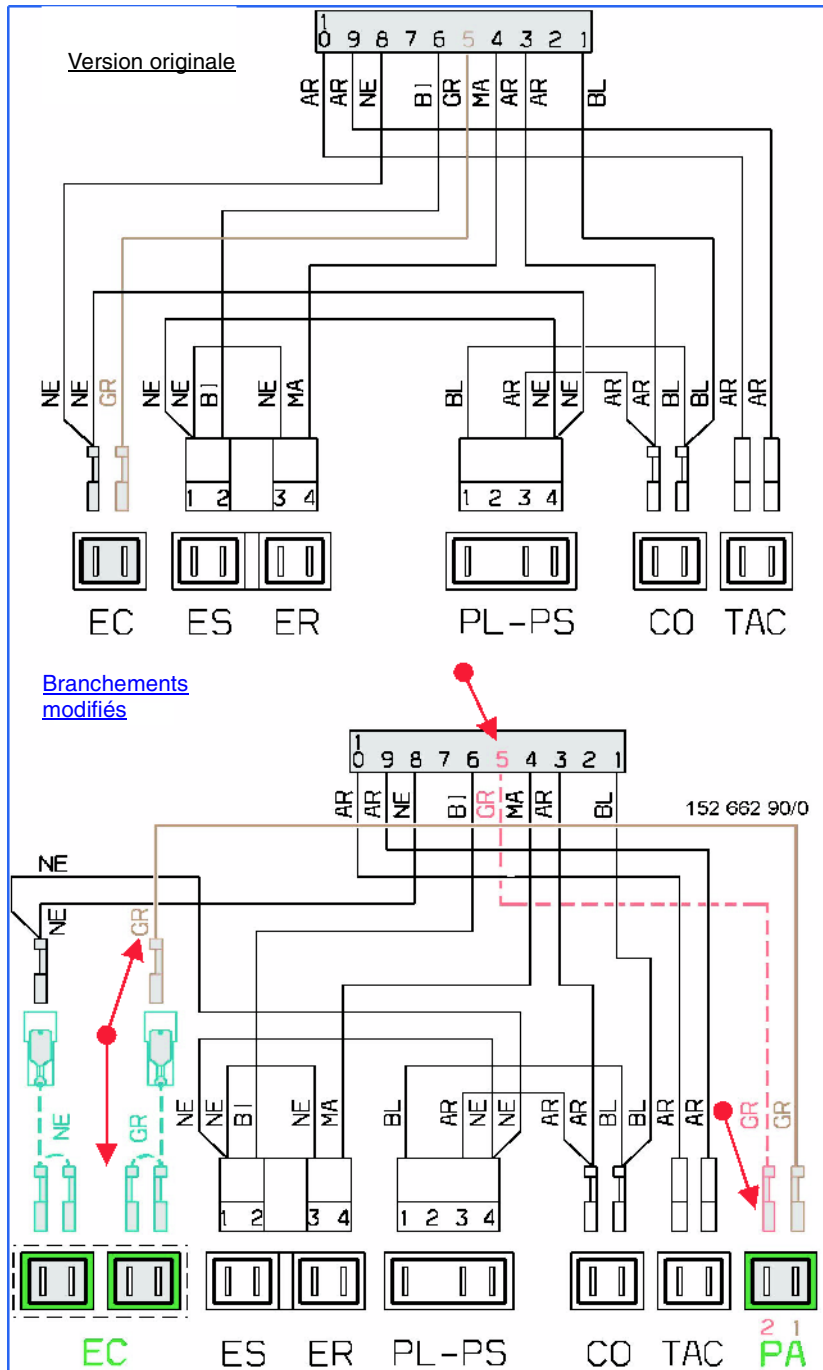 Version originale
10 9 8 7 6 5 4 3 2 1
AR AR NE BI GR MA AR AR BL
NE NE GR NE NE BI NE MA BL AR NE NE AR AR BL BL AR AR
1 2 3 4 1 2 3 4
EC ES ER PL-PS CO TAC
Branchements
modifiés
10 9 8 7 6 5 4 3 2 1
AR AR NE BI GR MA AR BL
152 662 90/0
NE
NE GR
NE GR NE NE BI NE MA BL AR NE NE AR AR BL BL AR AR GR GR
1 2 3 4 1 2 3 4
2 1
EC ES ER PL-PS CO TAC PA